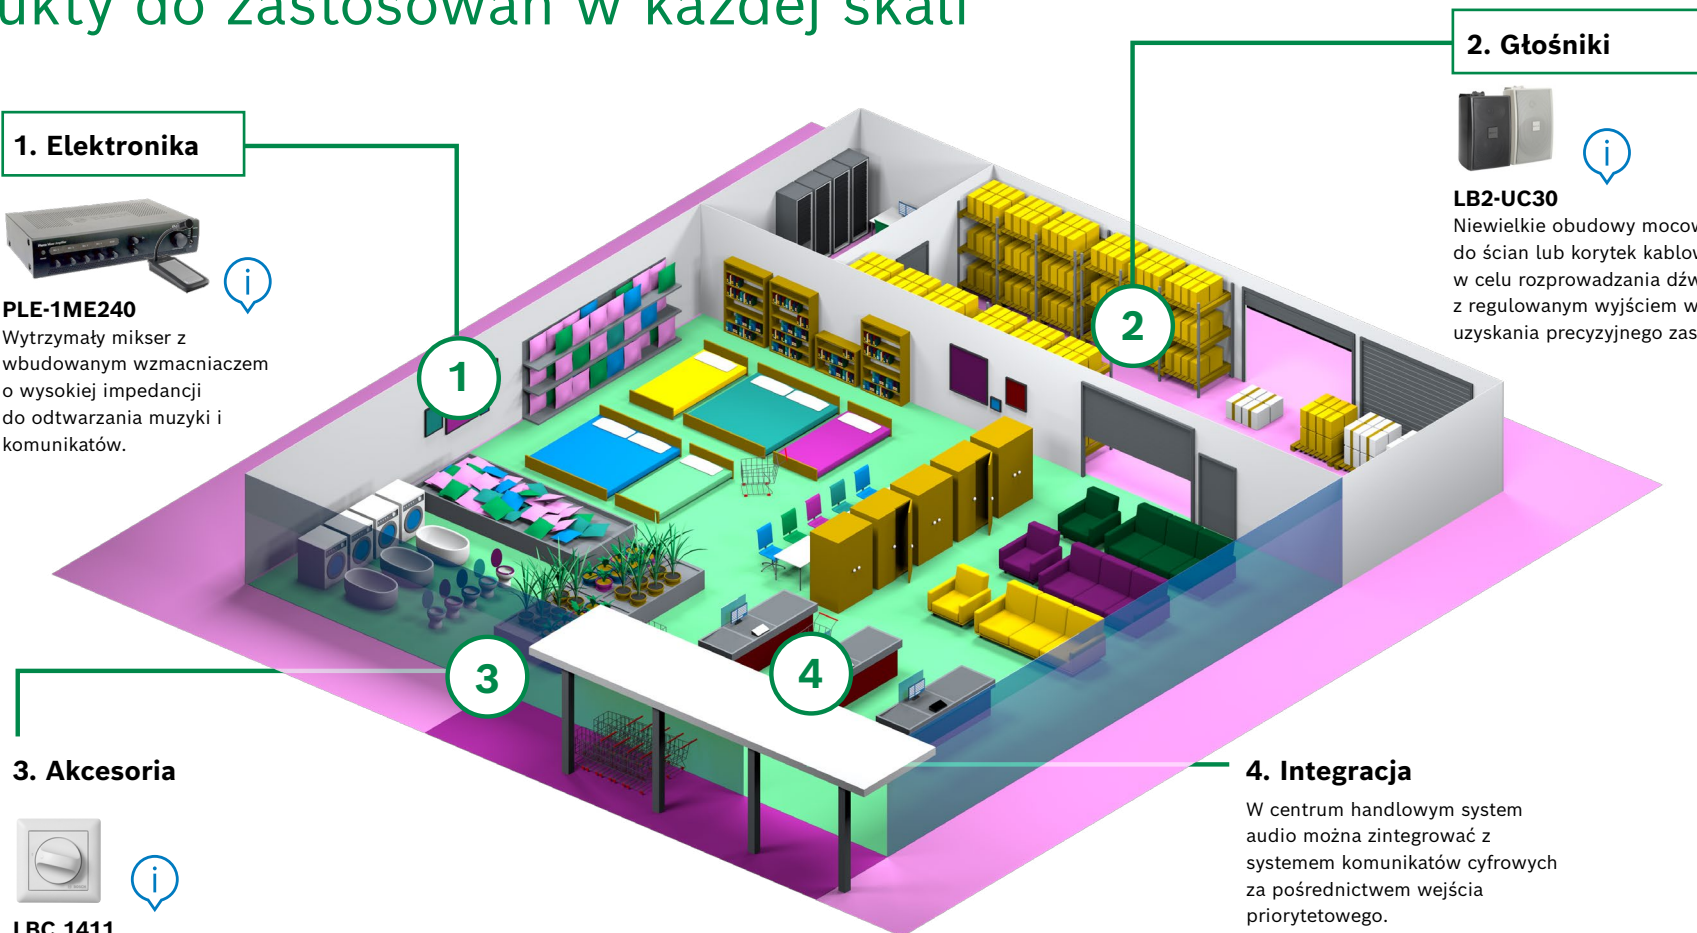 ukty do zastosowań w każdej skali
1. Elektronika
PLE-1ME240
Wytrzymały mikser z
wbudowanym wzmacniaczem
o wysokiej impedancji
do odtwarzania muzyki i
komunikatów.
2. Głośniki
LB2-UC30
Niewielkie obudowy mocow
do ścian lub korytek kablow
w celu rozprowadzania dźw
z regulowanym wyjściem w
uzyskania precyzyjnego zas
1
2
3
4
3. Akcesoria
LBC 1411
4. Integracja
W centrum handlowym system
audio można zintegrować z
systemem komunikatów cyfrowych
za pośrednictwem wejścia
priorytetowego.